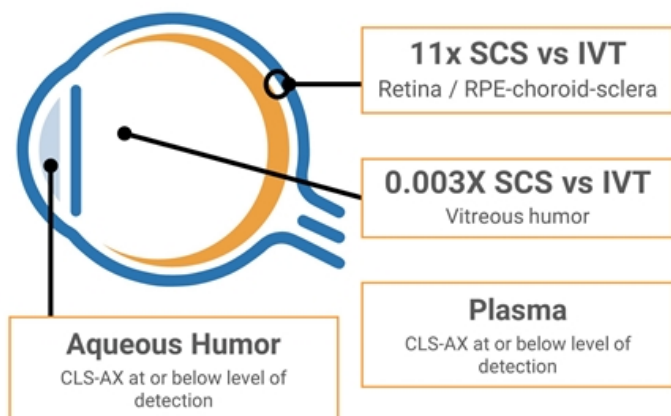 11x SCS vs IVT
Retina / RPE-choroid-sclera
0.003X SCS vs IVT
Vitreous humor
Plasma
CLS-AX at or below level of
detection
Aqueous Humor
CLS-AX at or below level of
detection